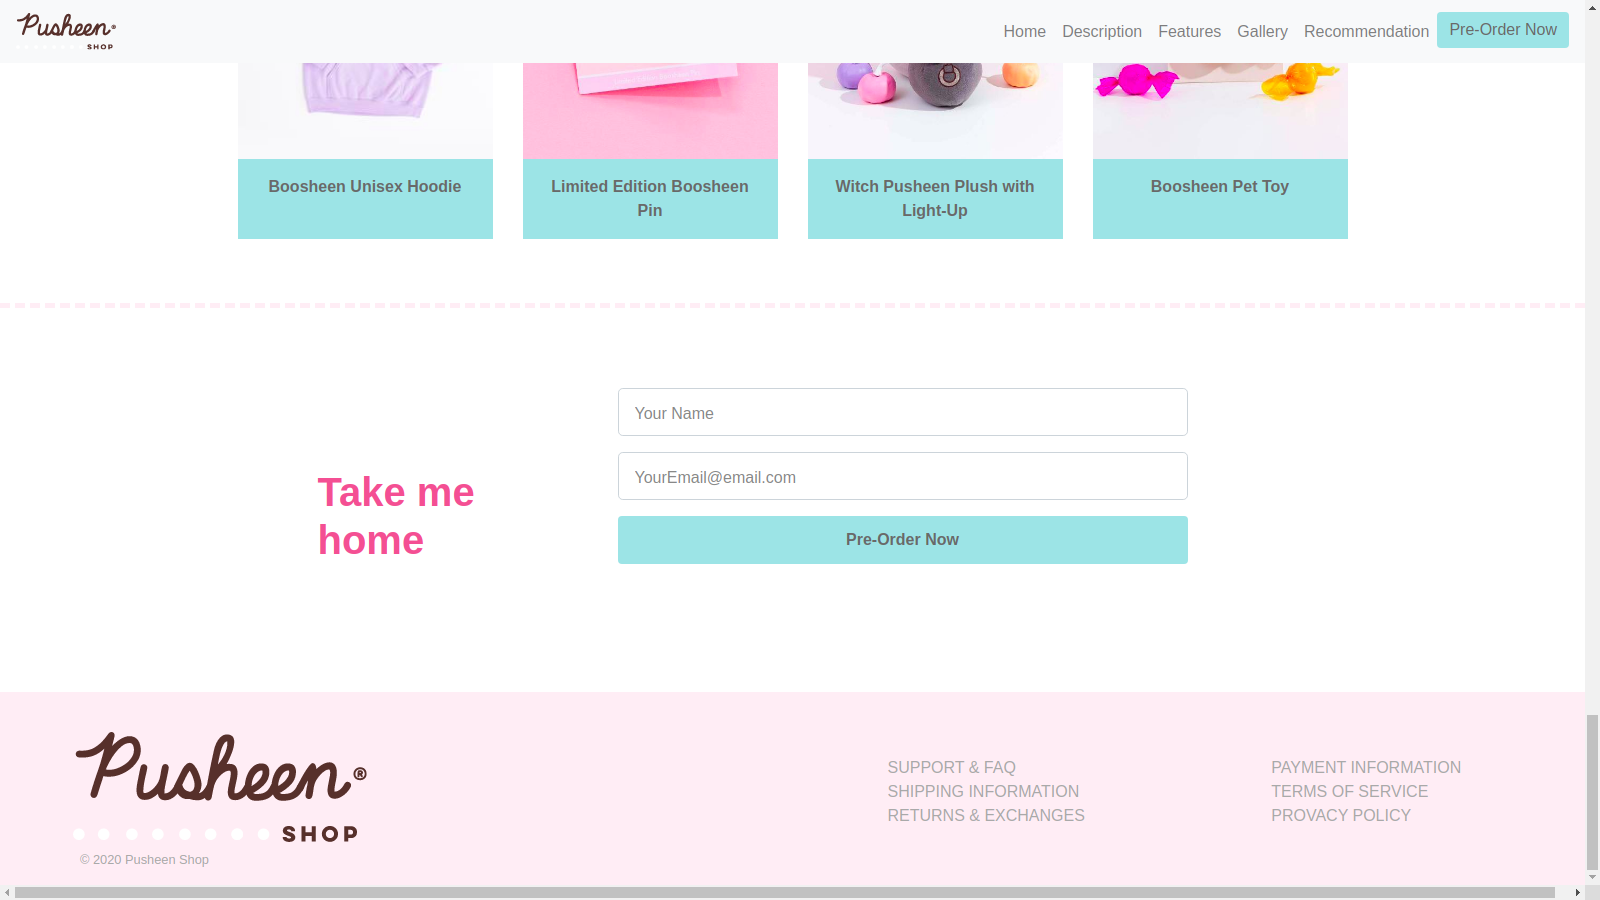 Pusheen®
SHOP
Home
Description
Features
Gallery
Recommendation
Pre-Order Now
Boosheen Unisex Hoodie
Limited Edition Boosheen
Pin
Witch Pusheen Plush with
Light-Up
Boosheen Pet Toy
Take me
home
Your Name
YourEmail@email.com
Pre-Order Now
Pusheen®
SHOP
© 2020 Pusheen Shop
SUPPORT & FAQ
SHIPPING INFORMATION
RETURNS & EXCHANGES
PAYMENT INFORMATION
TERMS OF SERVICE
PROVACY POLICY